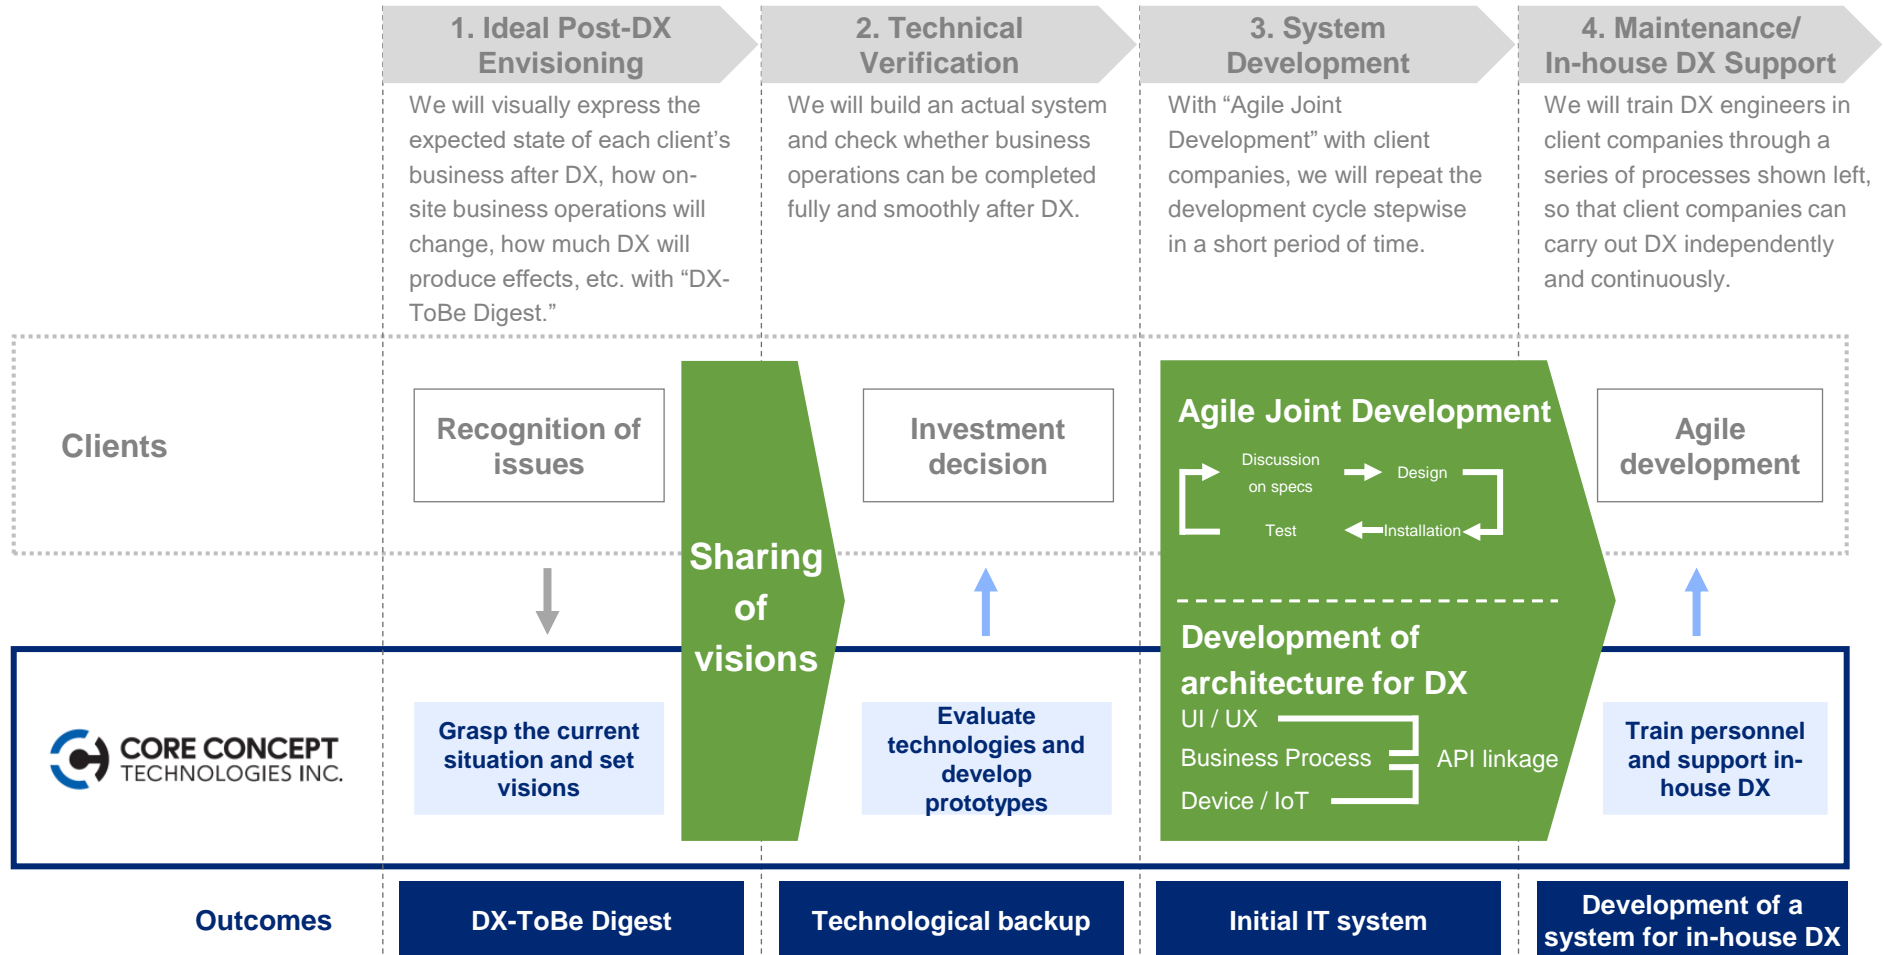 1. Ideal Post-DX
Envisioning
2. Technical
Verification
3. System
Development
4. Maintenance/
In-house DX Support
We will visually express the
expected state of each client’s
business after DX, how on-
site business operations will
change, how much DX will
produce effects, etc. with “DX-
ToBe Digest.”
We will build an actual system
and check whether business
operations can be completed
fully and smoothly after DX.
With “Agile Joint
Development” with client
companies, we will repeat the
development cycle stepwise
in a short period of time.
We will train DX engineers in
client companies through a
series of processes shown left,
so that client companies can
carry out DX independently
and continuously.
Clients
Recognition of
issues
Sharing
of
visions
Investment
decision
Agile Joint Development
Discussion
on specs
Design
Test
Installation
Agile
development
CORE CONCEPT
TECHNOLOGIES INC.
Grasp the current
situation and set
visions
Evaluate
technologies and
develop
prototypes
Development of
architecture for DX
UI / UX
Business Process
API linkage
Device / IoT
Train personnel
and support in-
house DX
Outcomes
DX-ToBe Digest
Technological backup
Initial IT system
Development of a
system for in-house DX